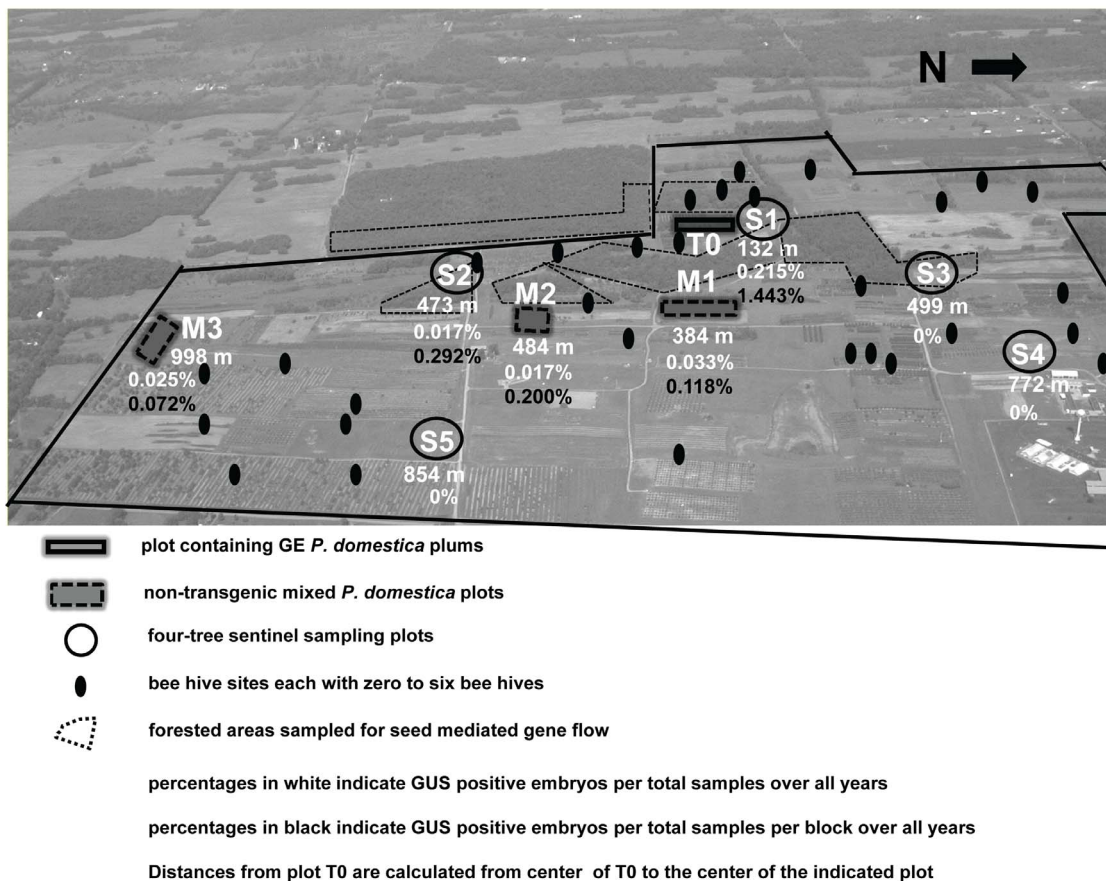 N
S1
T0
132 m
0.215%
1.443%
S2
473 m
0.017%
0.292%
M2
484 m
0.017%
0.200%
M1
384 m
0.033%
0.118%
S3
499 m
0%
M3
998 m
0.025%
0.072%
S4
772 m
0%
S5
854 m
0%
plot containing GE P. domestica plums
non-transgenic mixed P. domestica plots
four-tree sentinel sampling plots
bee hive sites each with zero to six bee hives
forested areas sampled for seed mediated gene flow
percentages in white indicate GUS positive embryos per total samples over all years
percentages in black indicate GUS positive embryos per total samples per block over all years
Distances from plot T0 are calculated from center of T0 to the center of the indicated plot